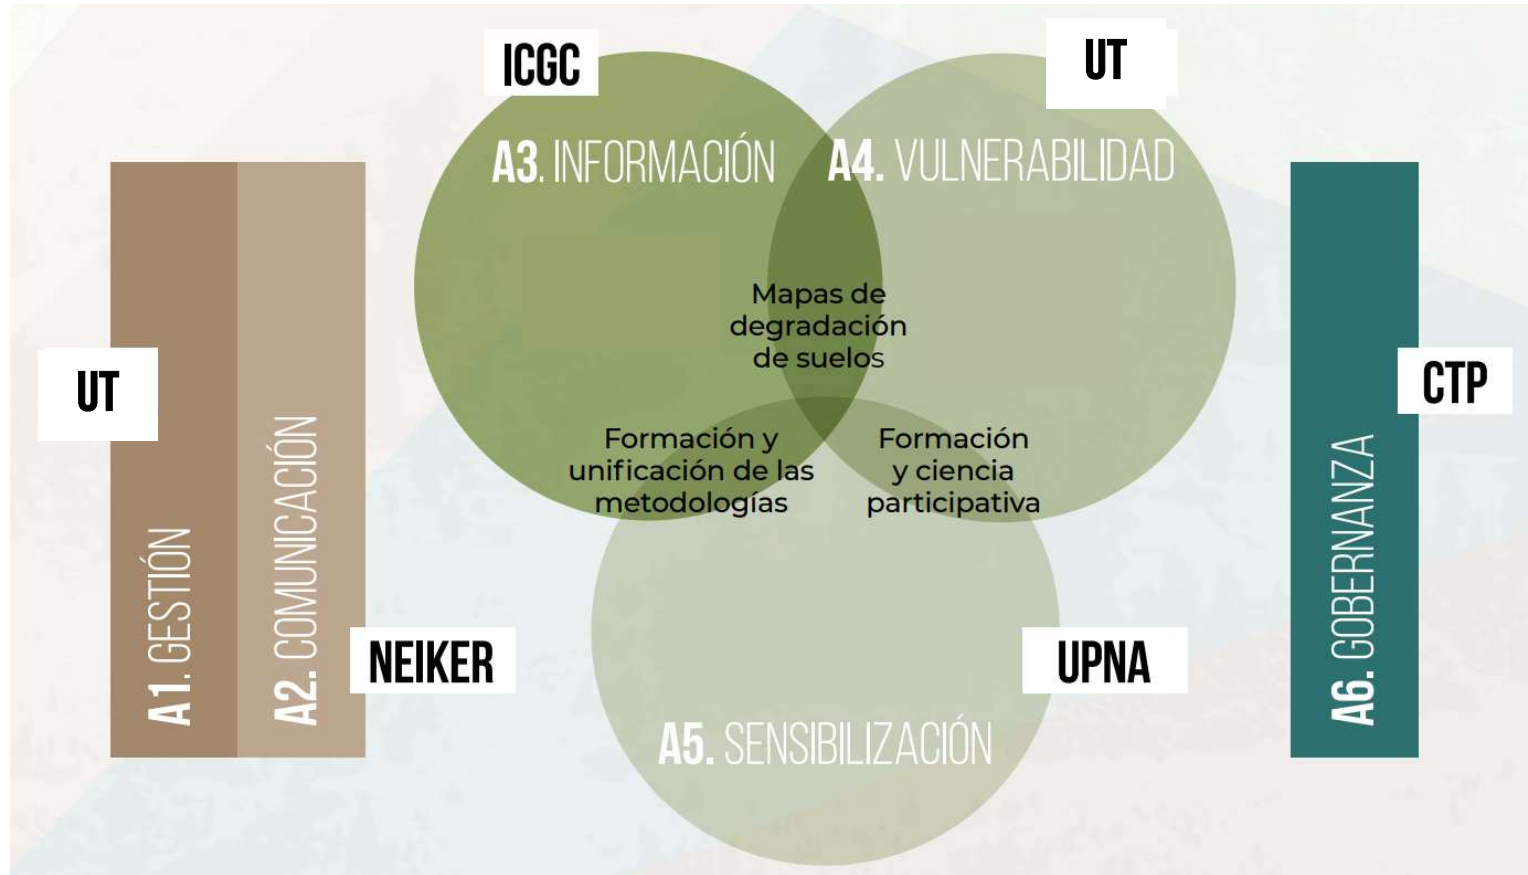 ICGC
UT
A3. INFORMACIÓN
A4. VULNERABILIDAD
Mapas de
degradación
de suelos
UT
CTP
Formación y
unificación de las
metodologías
Formación
y ciencia
participativa
A1. GESTIÓN
A2. COMUNICACIÓN
NEIKER
UPNA
A5. SENSIBILIZACIÓN
A6. GOBERNANZA